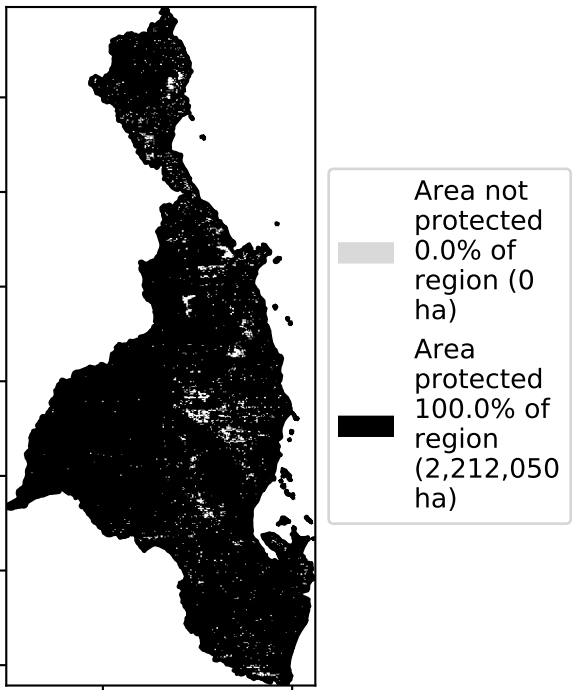 Area not
protected
0.0% of
region (0
ha)
Area
protected
100.0% of
region
(2,212,050
ha)